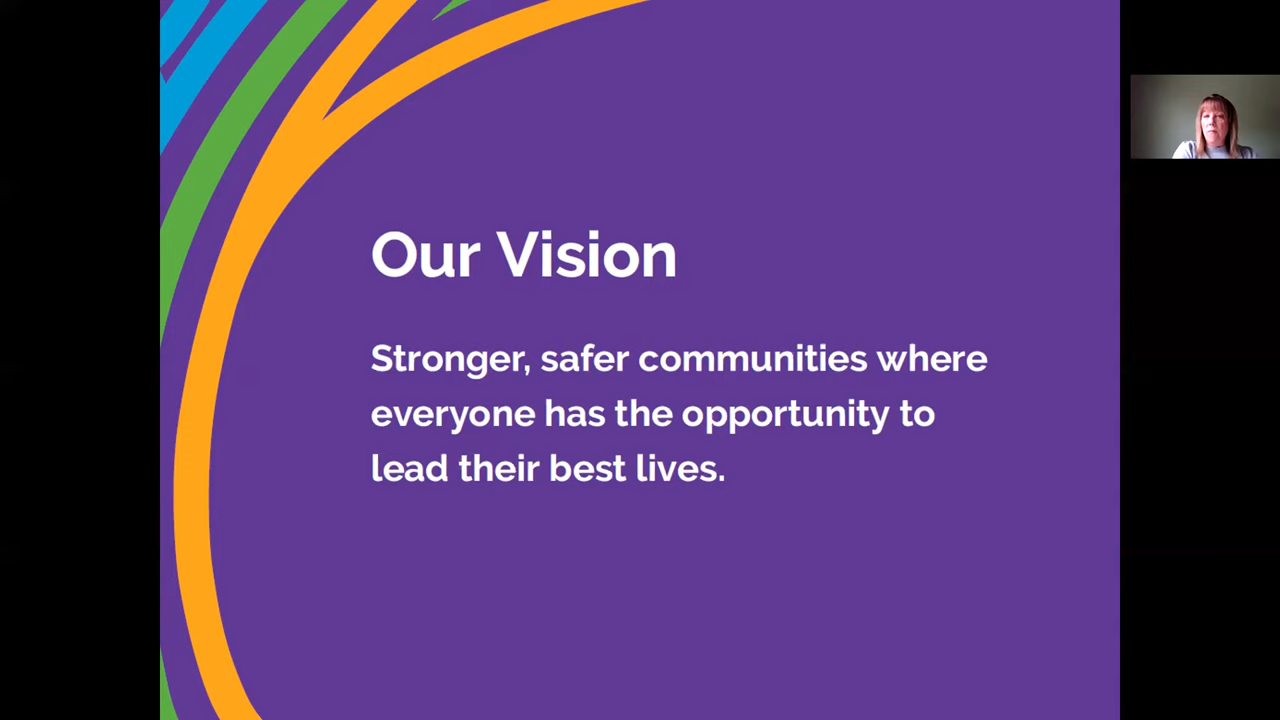 Our Vision
Stronger, safer communities where
everyone has the opportunity to
lead their best lives.